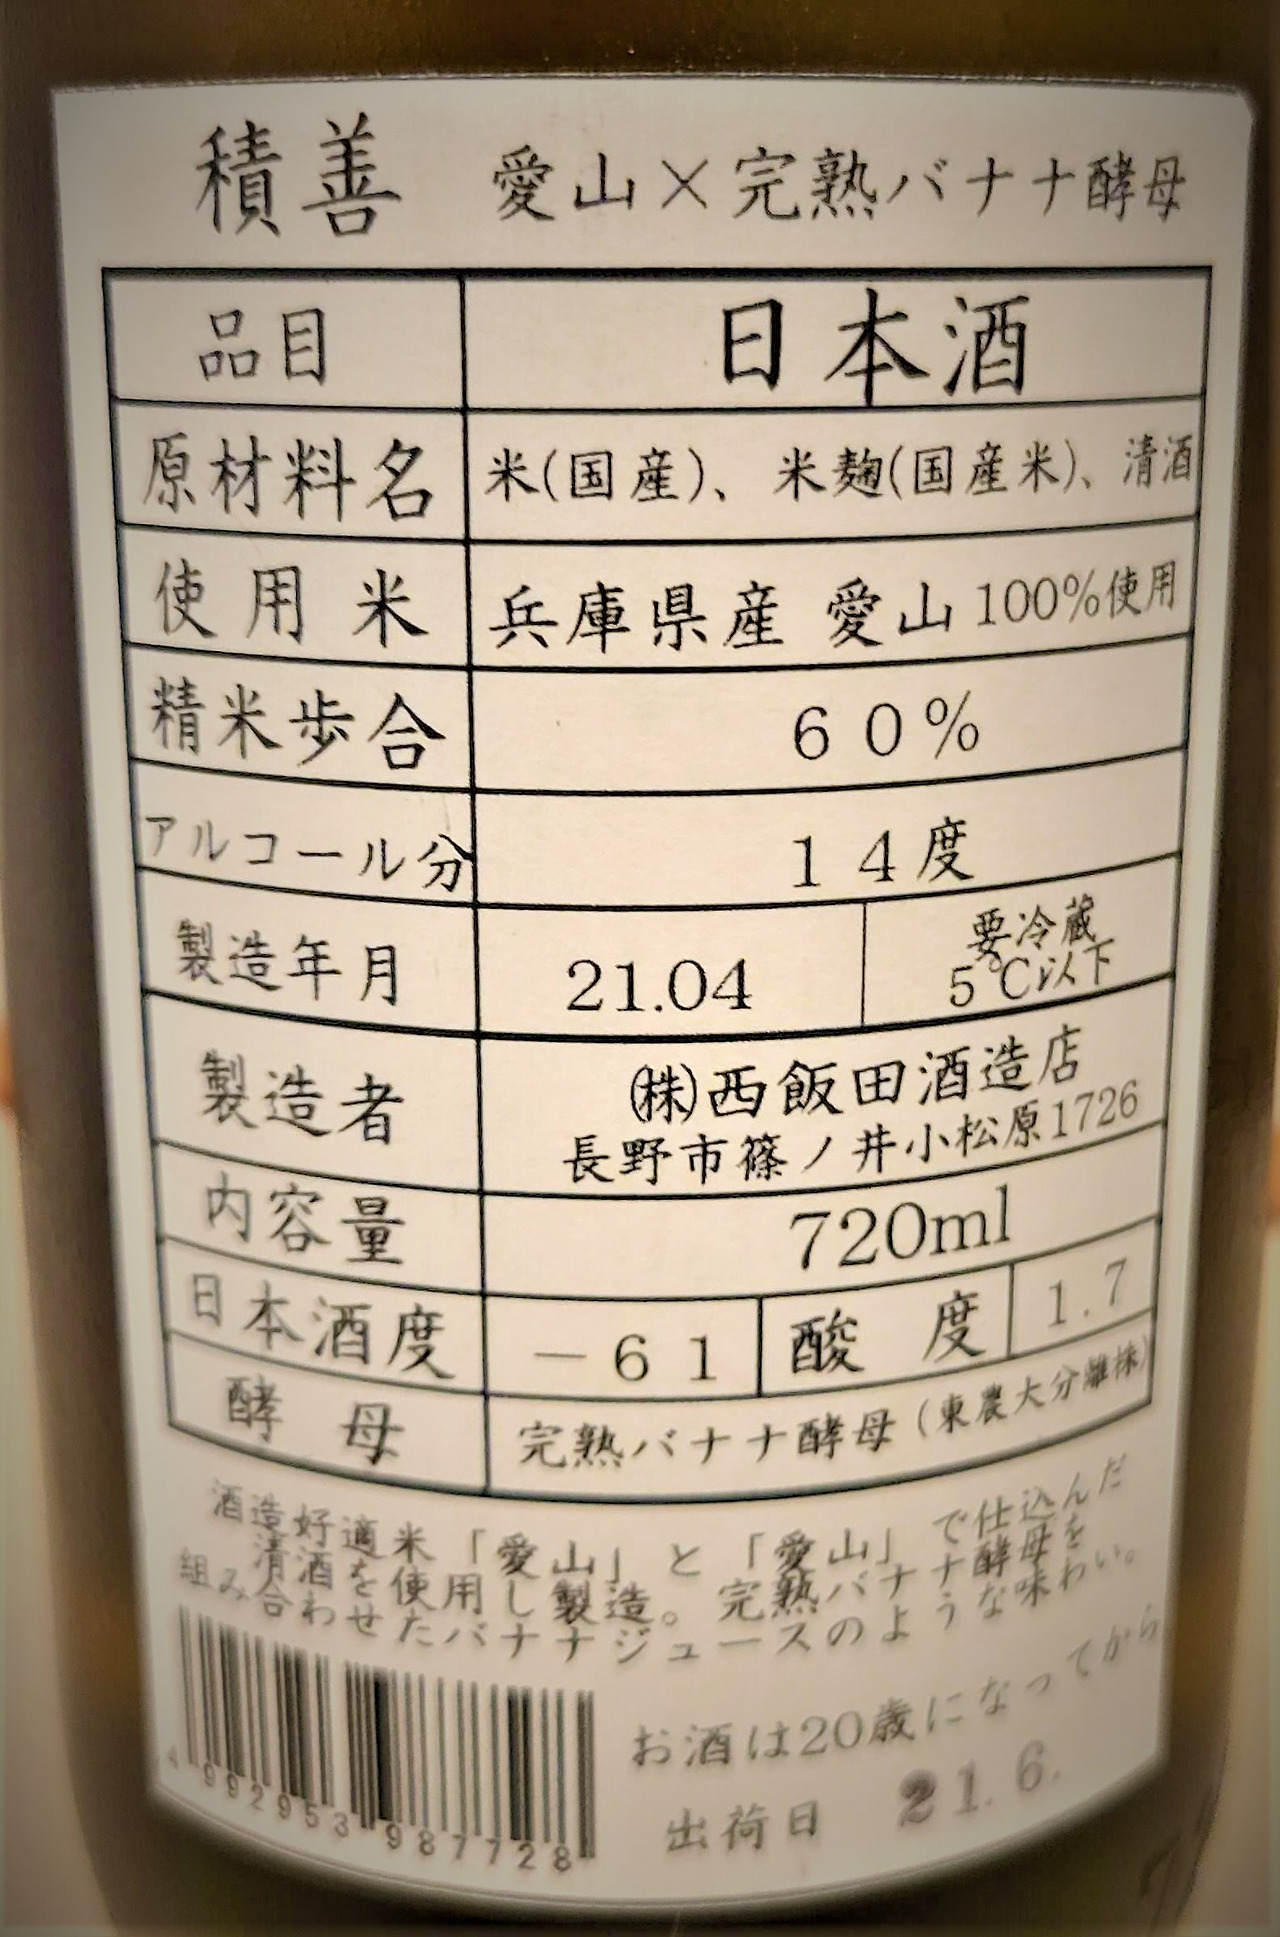 積善 愛山×完熟バナナ酵母
品目 日本酒
原材料名 米(国産)、米麹(国産米)、清酒
使用米 兵庫県産 愛山100%使用
精米歩合 60%
アルコール分 14度
製造年月 21.04 要冷蔵
5℃以下
製造者 ㈱西飯田酒造店
長野市篠ノ井小松原1726
内容量 720ml
日本酒度 -61 酸度 1.7
酵母 完熟バナナ酵母(東農大分離株)
酒造好適米「愛山」と「愛山」で仕込んだ
清酒を使用し製造。完熟バナナ酵母を
組み合わせたバナナジュースのような味わい。
お酒は20歳になってから
出荷日 21.6.
4992953987728